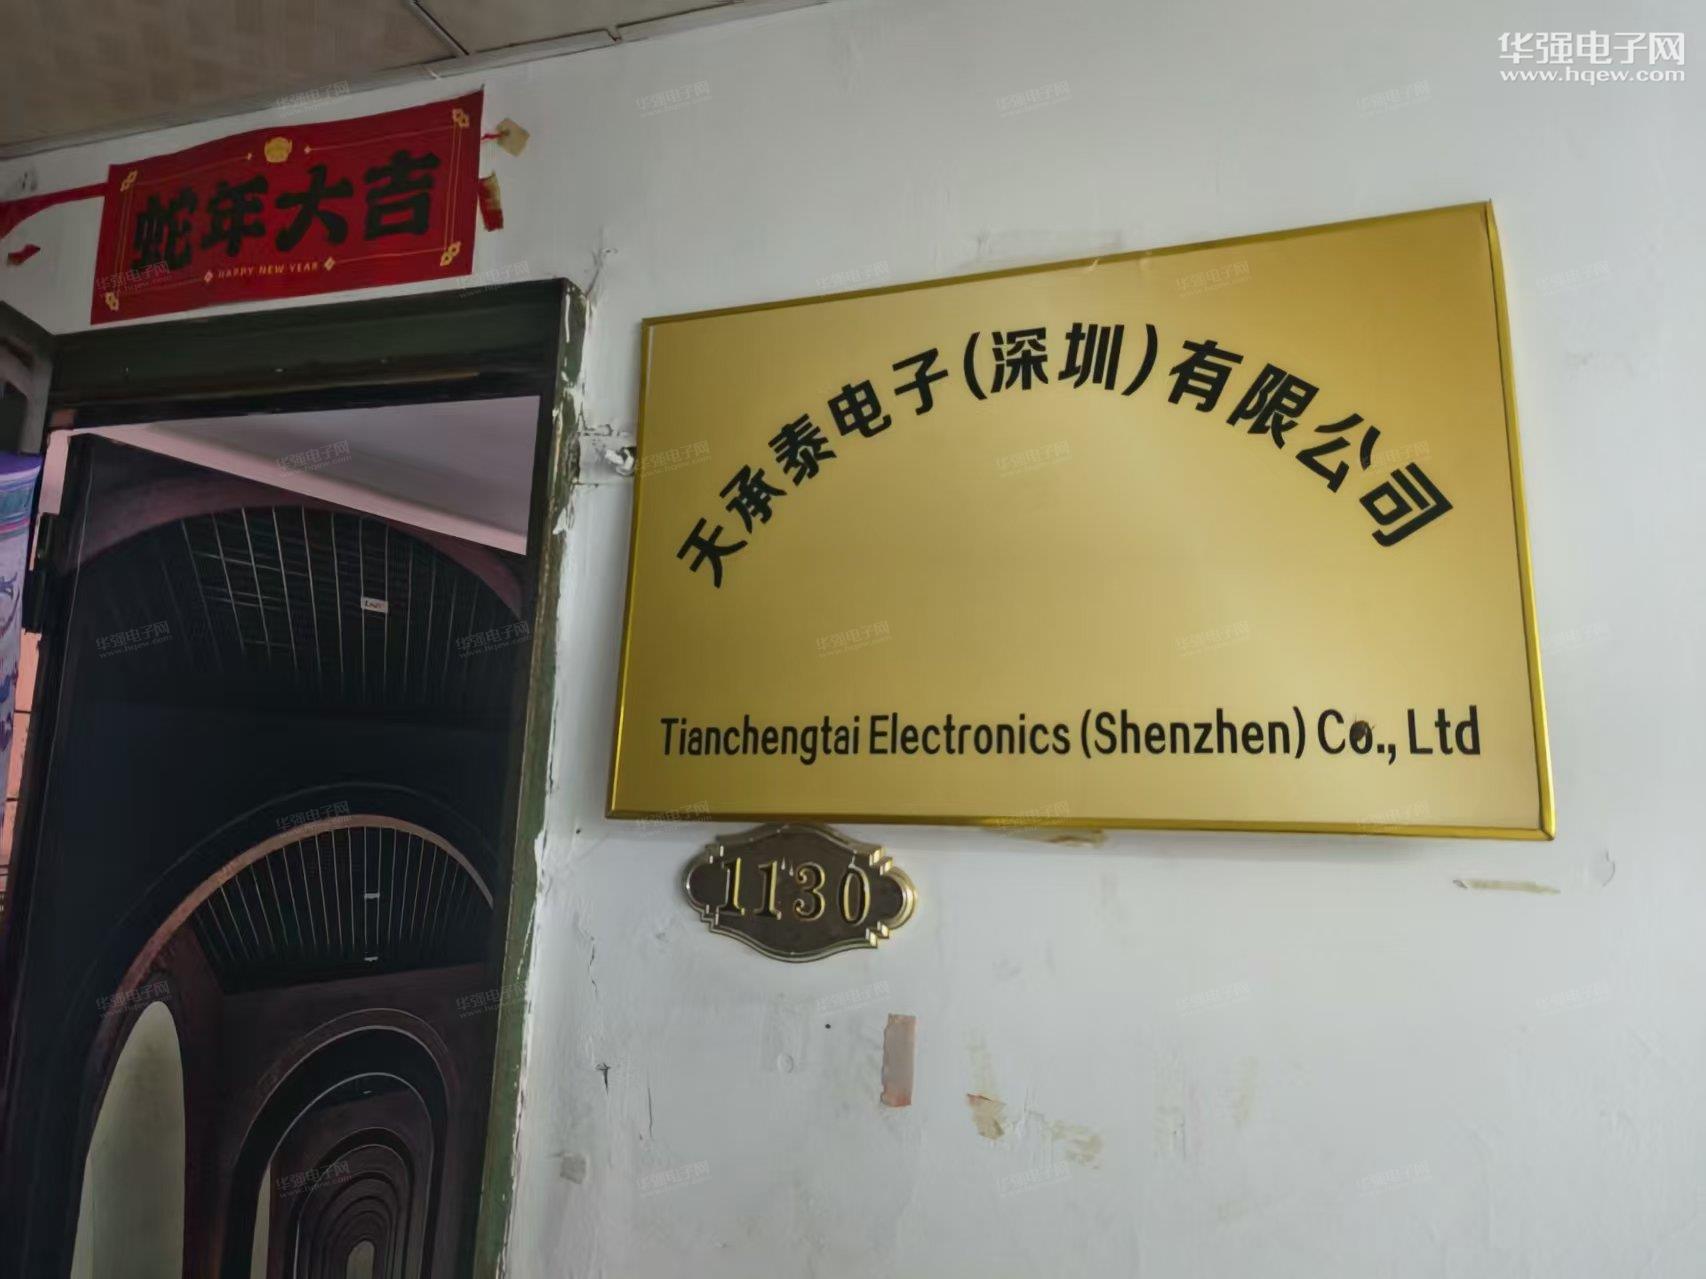 华强电子网
www.hqew.com
蛇年大吉
HAPPY NEW YEAR
天承泰电子(深圳)有限公司
Tianchengtai Electronics (Shenzhen) Co., Ltd
1130